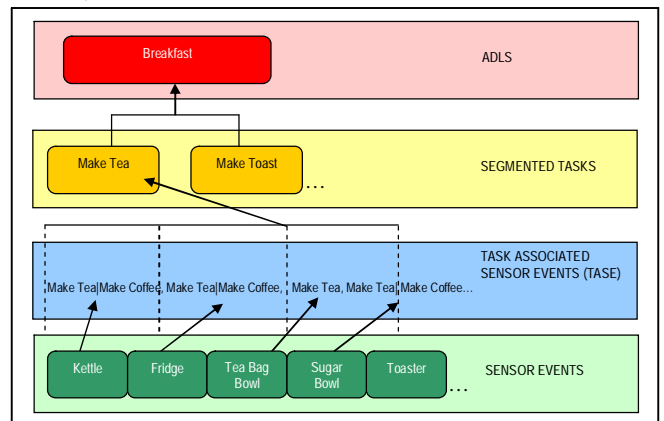 Breakfast
ADLS
Make Tea
Make Toast
...
SEGMENTED TASKS
TASK ASSOCIATED
SENSOR EVENTS (TASE)
Make Tea|Make Coffee, Make Tea|Make Coffee, Make Tea, Make Tea| Make Coffee...
Kettle
Fridge
Tea Bag
Bowl
Sugar
Bowl
Toaster
...
SENSOR EVENTS